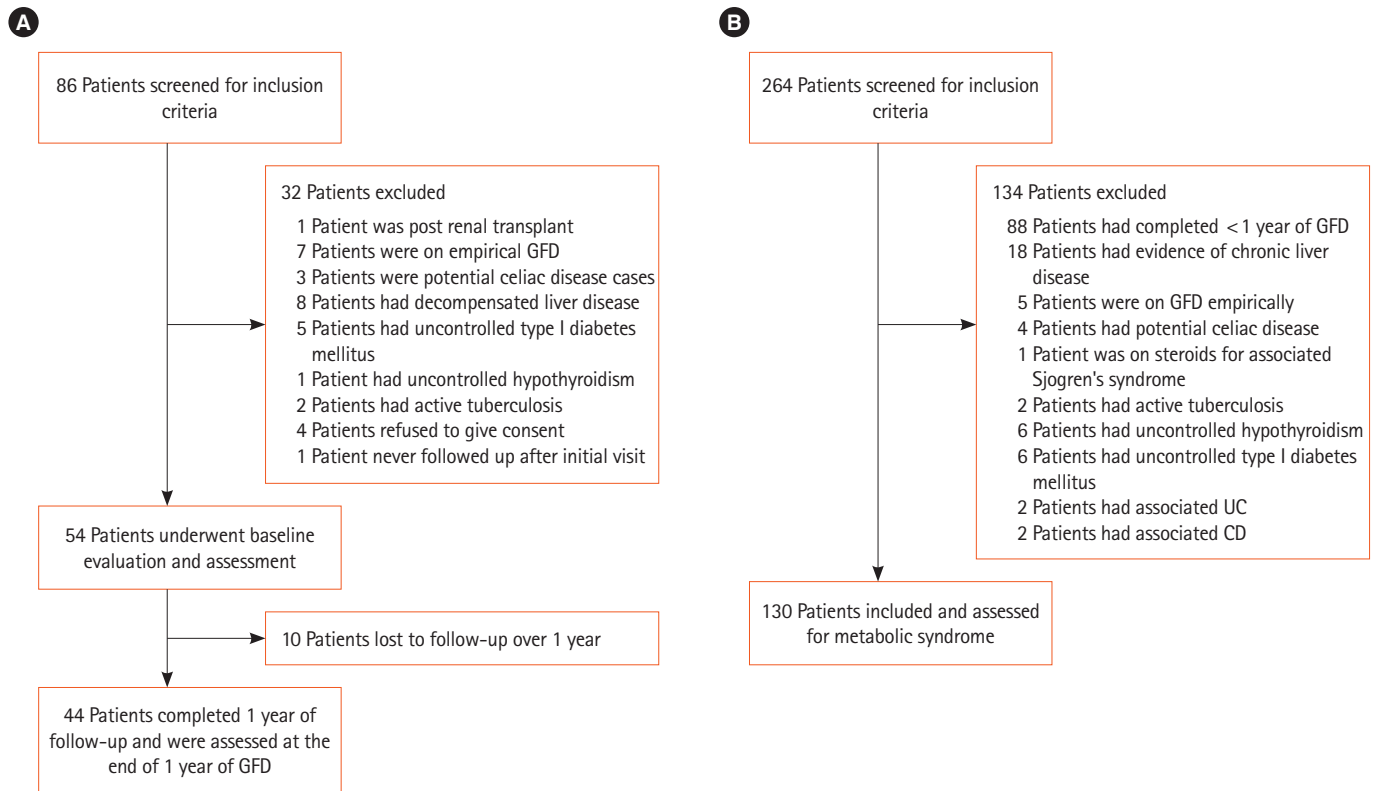 A
86 Patients screened for inclusion
criteria
32 Patients excluded
1 Patient was post renal transplant
7 Patients were on empirical GFD
3 Patients were potential celiac disease cases
8 Patients had decompensated liver disease
5 Patients had uncontrolled type I diabetes
mellitus
1 Patient had uncontrolled hypothyroidism
2 Patients had active tuberculosis
4 Patients refused to give consent
1 Patient never followed up after initial visit
54 Patients underwent baseline
evaluation and assessment
10 Patients lost to follow-up over 1 year
44 Patients completed 1 year of
follow-up and were assessed at the
end of 1 year of GFD
B
264 Patients screened for inclusion
criteria
134 Patients excluded
88 Patients had completed <1 year of GFD
18 Patients had evidence of chronic liver
disease
5 Patients were on GFD empirically
4 Patients had potential celiac disease
1 Patient was on steroids for associated
Sjogren's syndrome
2 Patients had active tuberculosis
6 Patients had uncontrolled hypothyroidism
6 Patients had uncontrolled type I diabetes
mellitus
2 Patients had associated UC
2 Patients had associated CD
130 Patients included and assessed
for metabolic syndrome